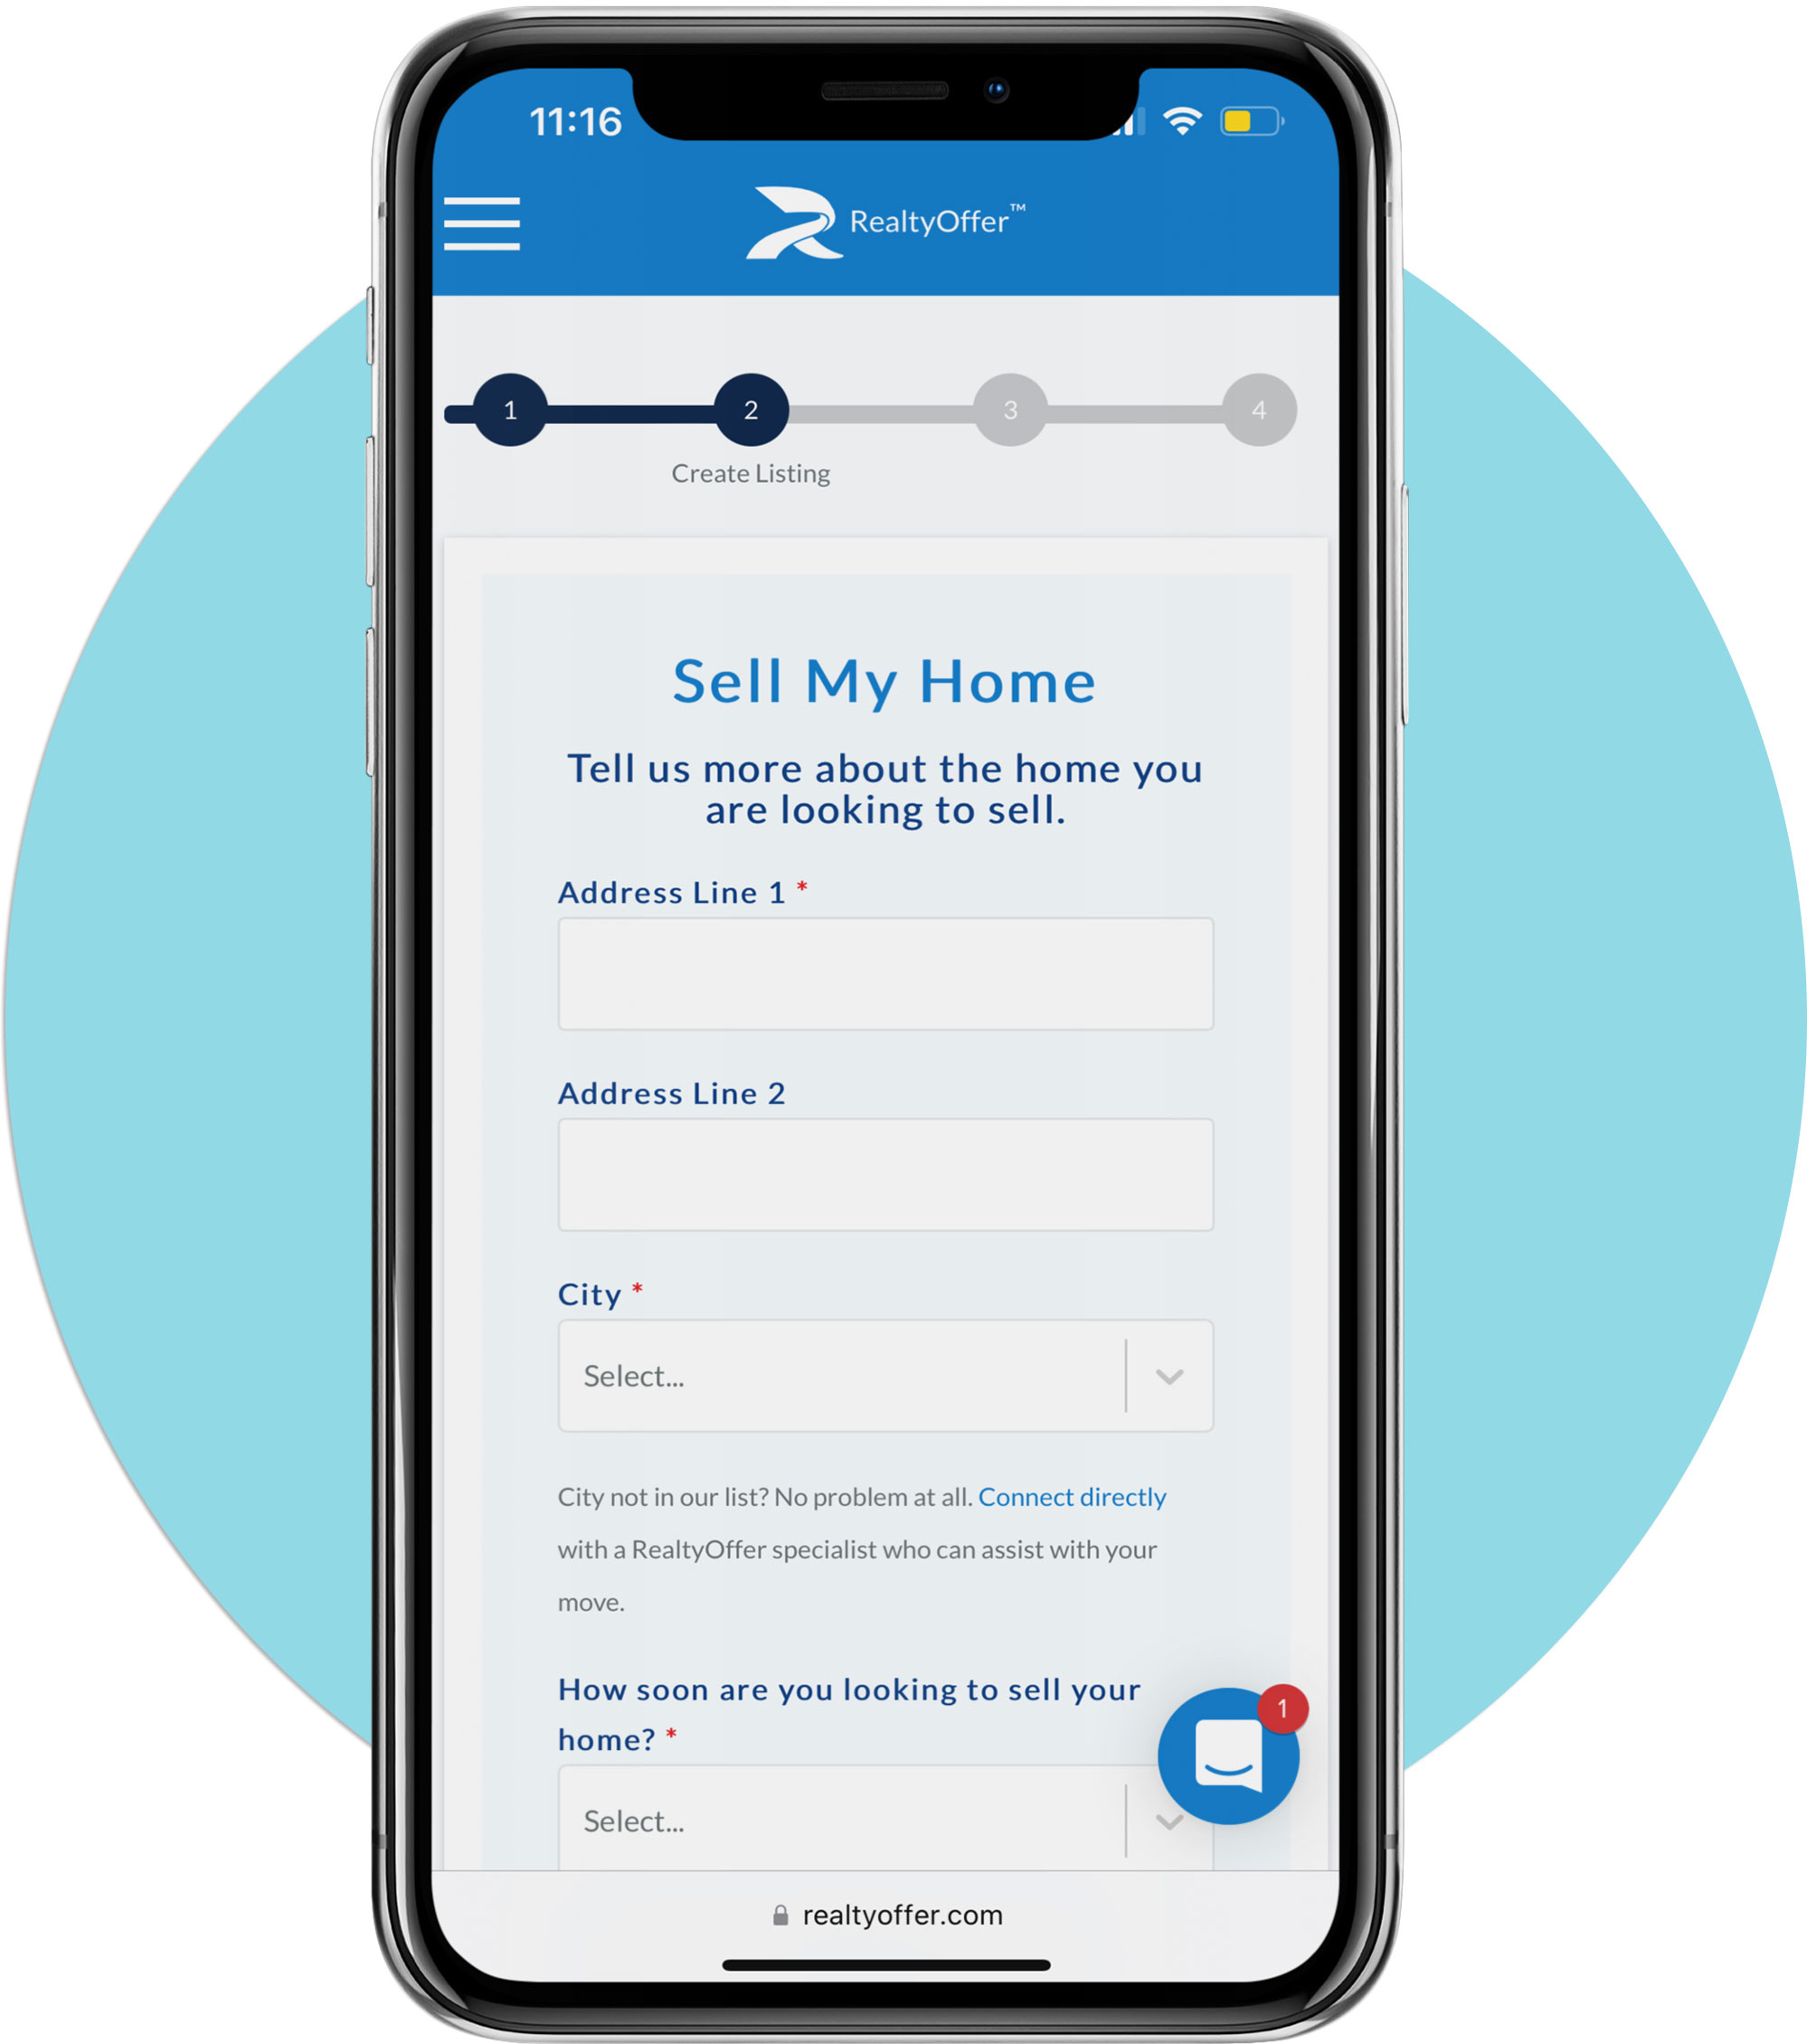 11:16
RealtyOffer™
1 2 3 4
Create Listing
Sell My Home
Tell us more about the home you
are looking to sell.
Address Line 1 *
Address Line 2
City *
Select...
City not in our list? No problem at all. Connect directly
with a RealtyOffer specialist who can assist with your
move.
How soon are you looking to sell your
home? *
1
Select...
realtyoffer.com